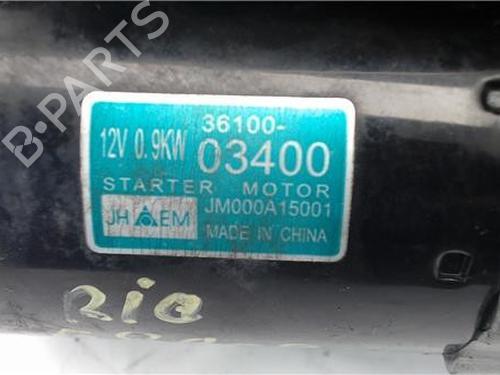 36100-
12V 0.9KW 03400
STARTER MOTOR
JH EM JM000A15001
MADE IN CHINA
Rio
B-PARTS